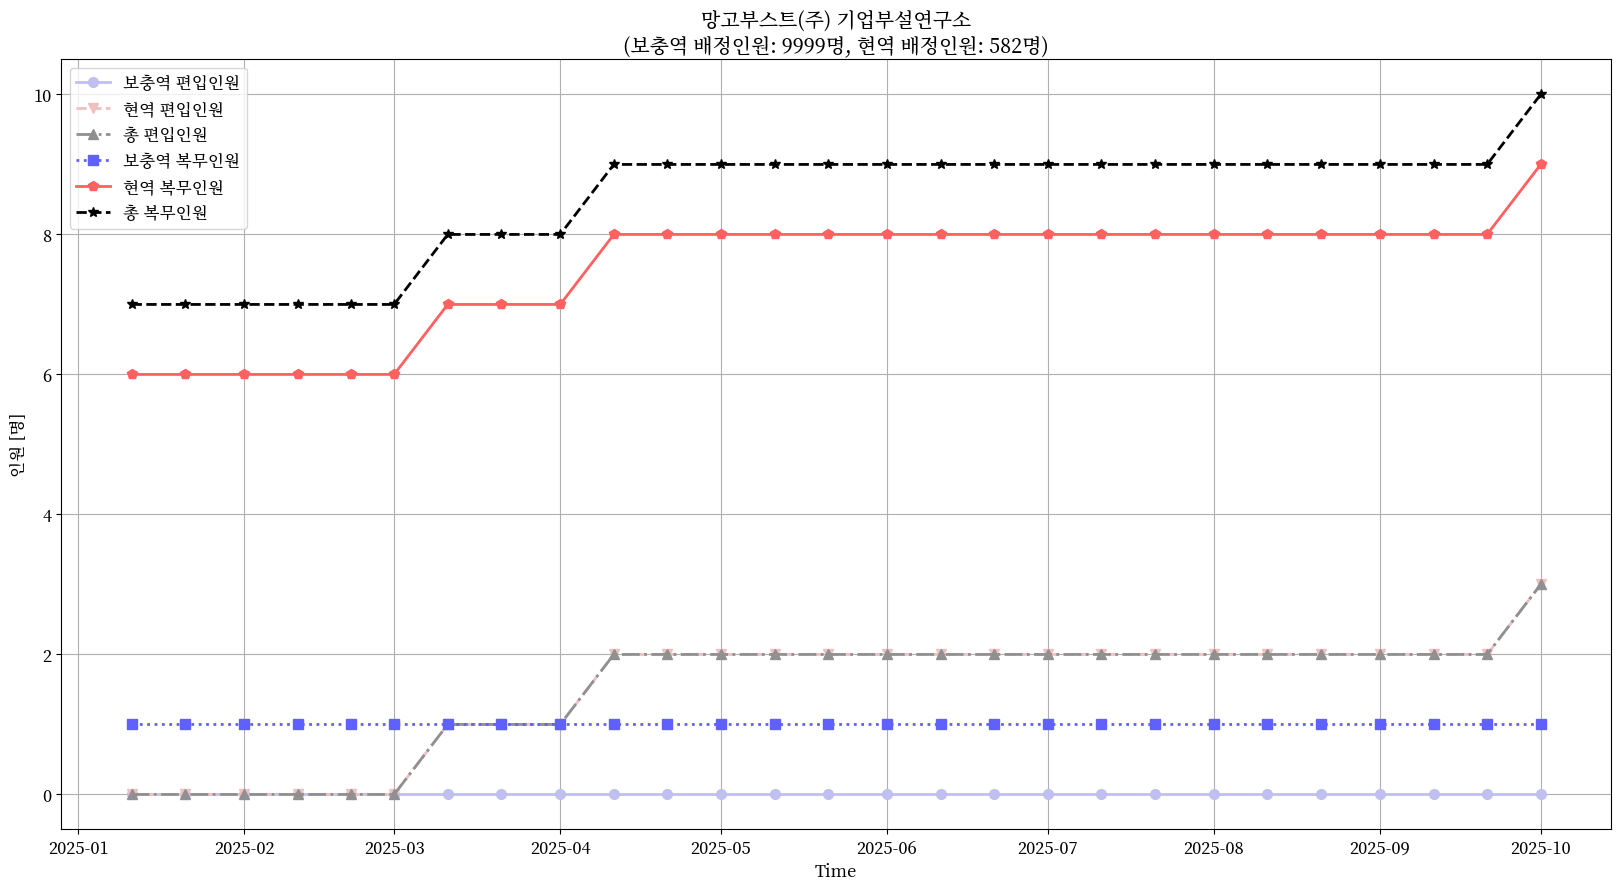 망고부스트(주) 기업부설연구소
(보충역 배정인원: 9999명, 현역 배정인원: 582명)
보충역 편입인원
현역 편입인원
총 편입인원
보충역 복무인원
현역 복무인원
총 복무인원
인원 [명]
10
8
6
4
2
0
2025-01 2025-02 2025-03 2025-04 2025-05 2025-06 2025-07 2025-08 2025-09 2025-10
Time